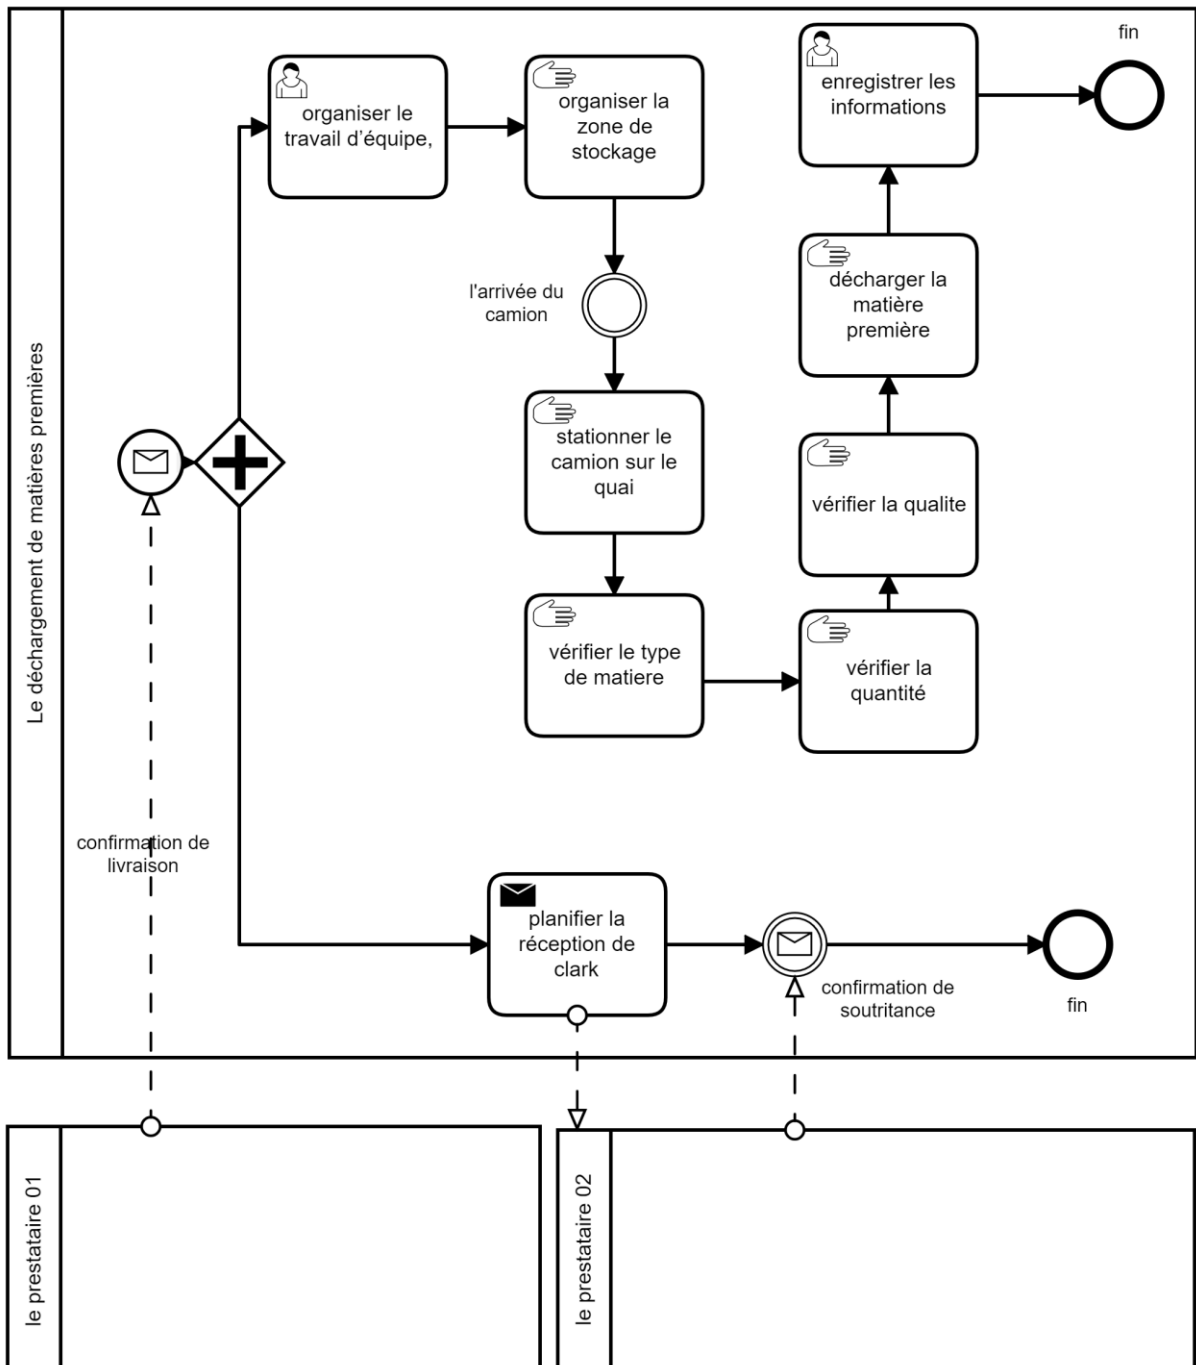 Le déchargement de matières premières
organiser le
travail d'équipe,
organiser la
zone de
stockage
l'arrivée du
camion
stationner le
camion sur le
quai
vérifier le type
de matiere
vérifier la
quantité
vérifier la qualite
décharger la
matière
première
enregistrer les
informations
fin
confirmation de
livraison
planifier la
réception de
clark
confirmation de
soutritance
fin
le prestataire 01
le prestataire 02